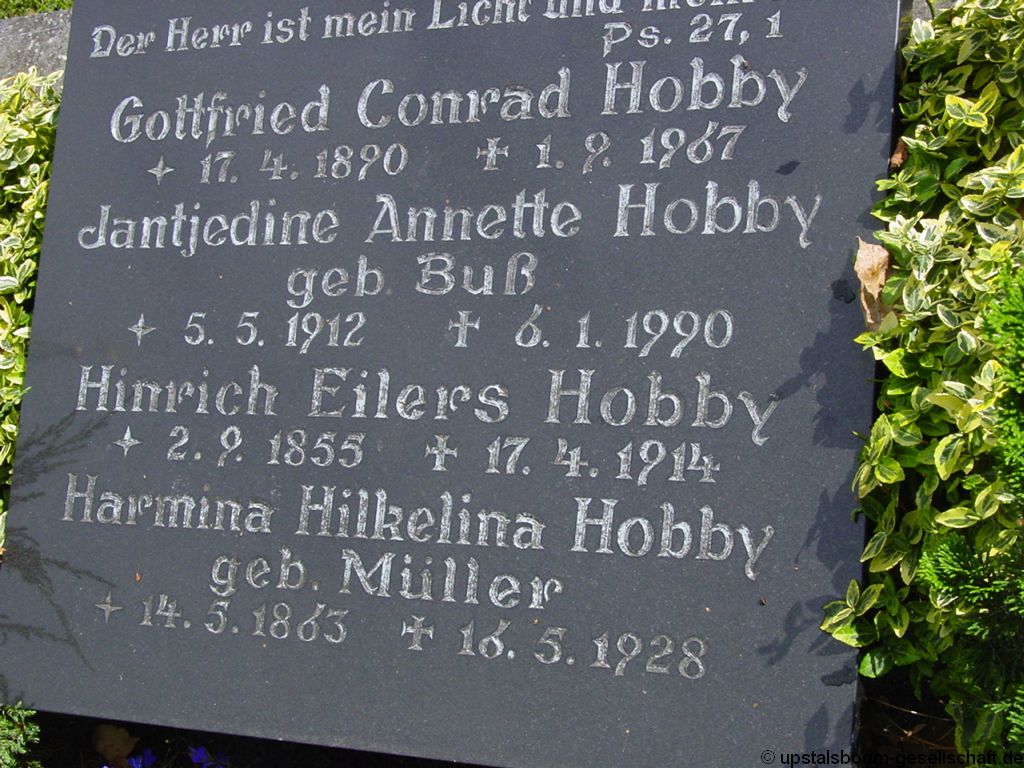 Der Herr ist mein Licht und mein
Ps. 27, 1
Gottfried Conrad Hobby
17. 4. 1890 1. 9. 1967
Jantjedine Annette Hobby
geb Buß
5. 5. 1912 6. 1. 1990
Hinrich Eilers Hobby
2. 9. 1855 17. 4. 1914
Harmina Hilkelina Hobby
geb. Müller
14. 5. 1863 16. 5. 1928
© upstalsboom-gesellschaft.de